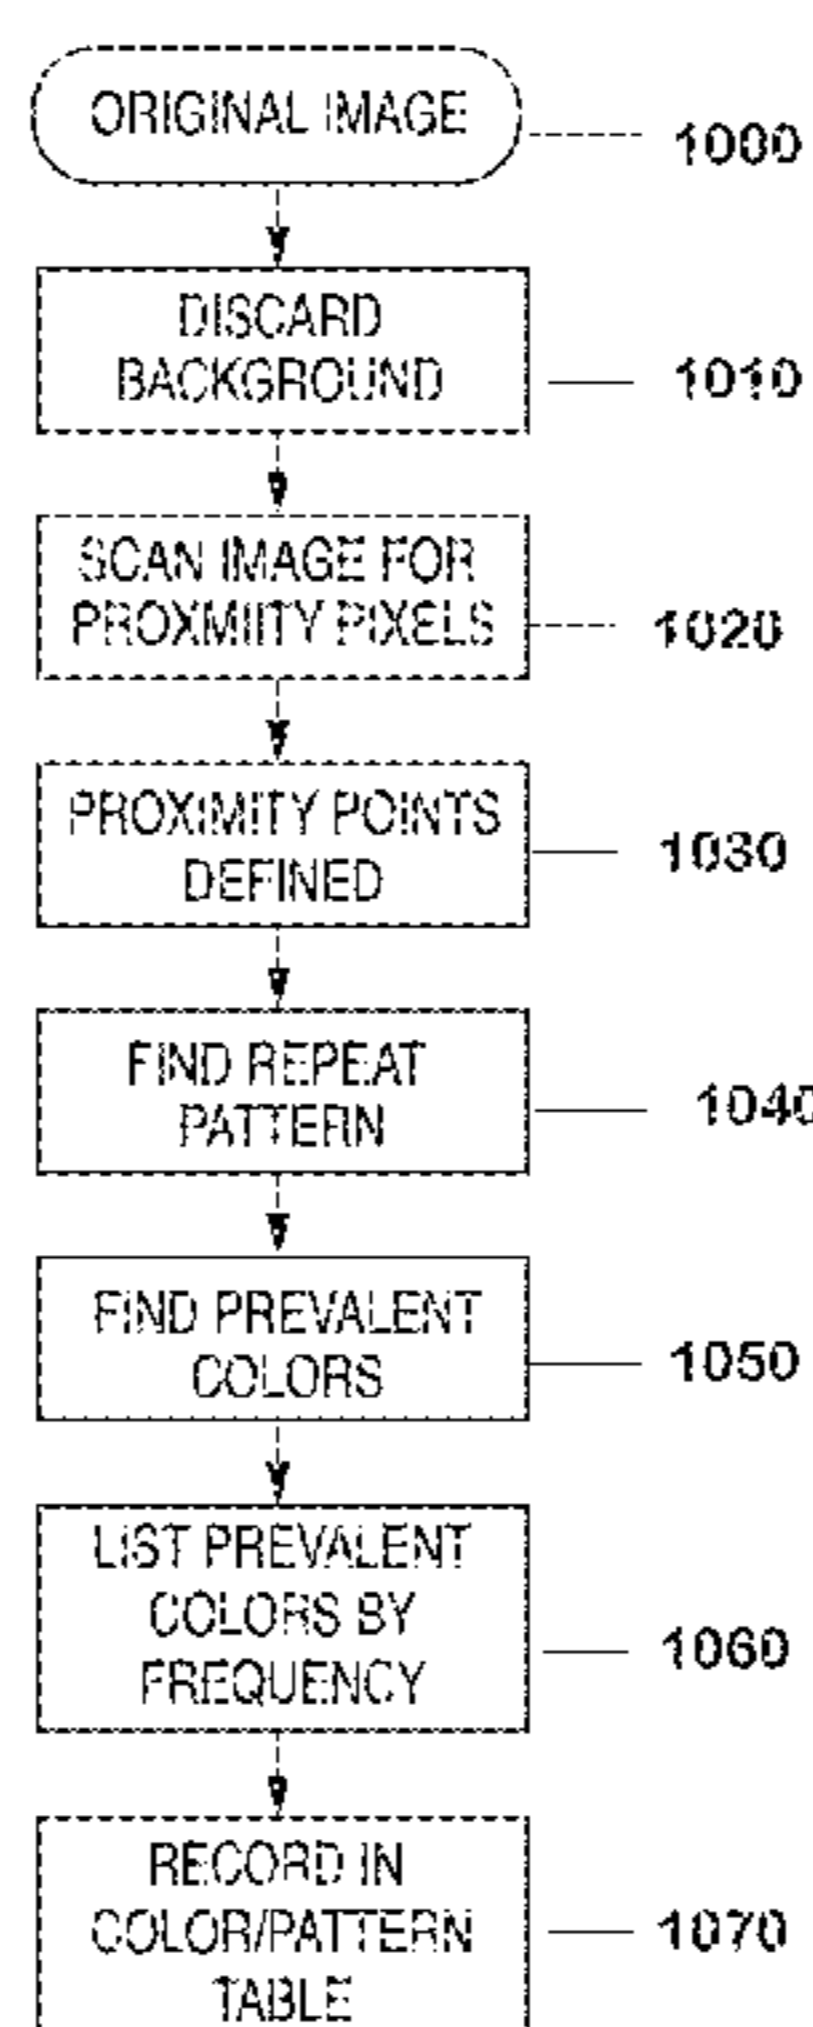 ORIGINAL IMAGE
1000
DISCARD
BACKGROUND
1010
SCAN IMAGE FOR
PROXMIITY PIXELS
1020
PROXIMITY POINTS
DEFINED
1030
FIND REPEAT
PATTERN
1040
FIND PREVALENT
COLORS
1050
LIST PREVALENT
COLORS BY
FREQUENCY
1060
RECORD IN
COLOR/PATTERN
TABLE
1070